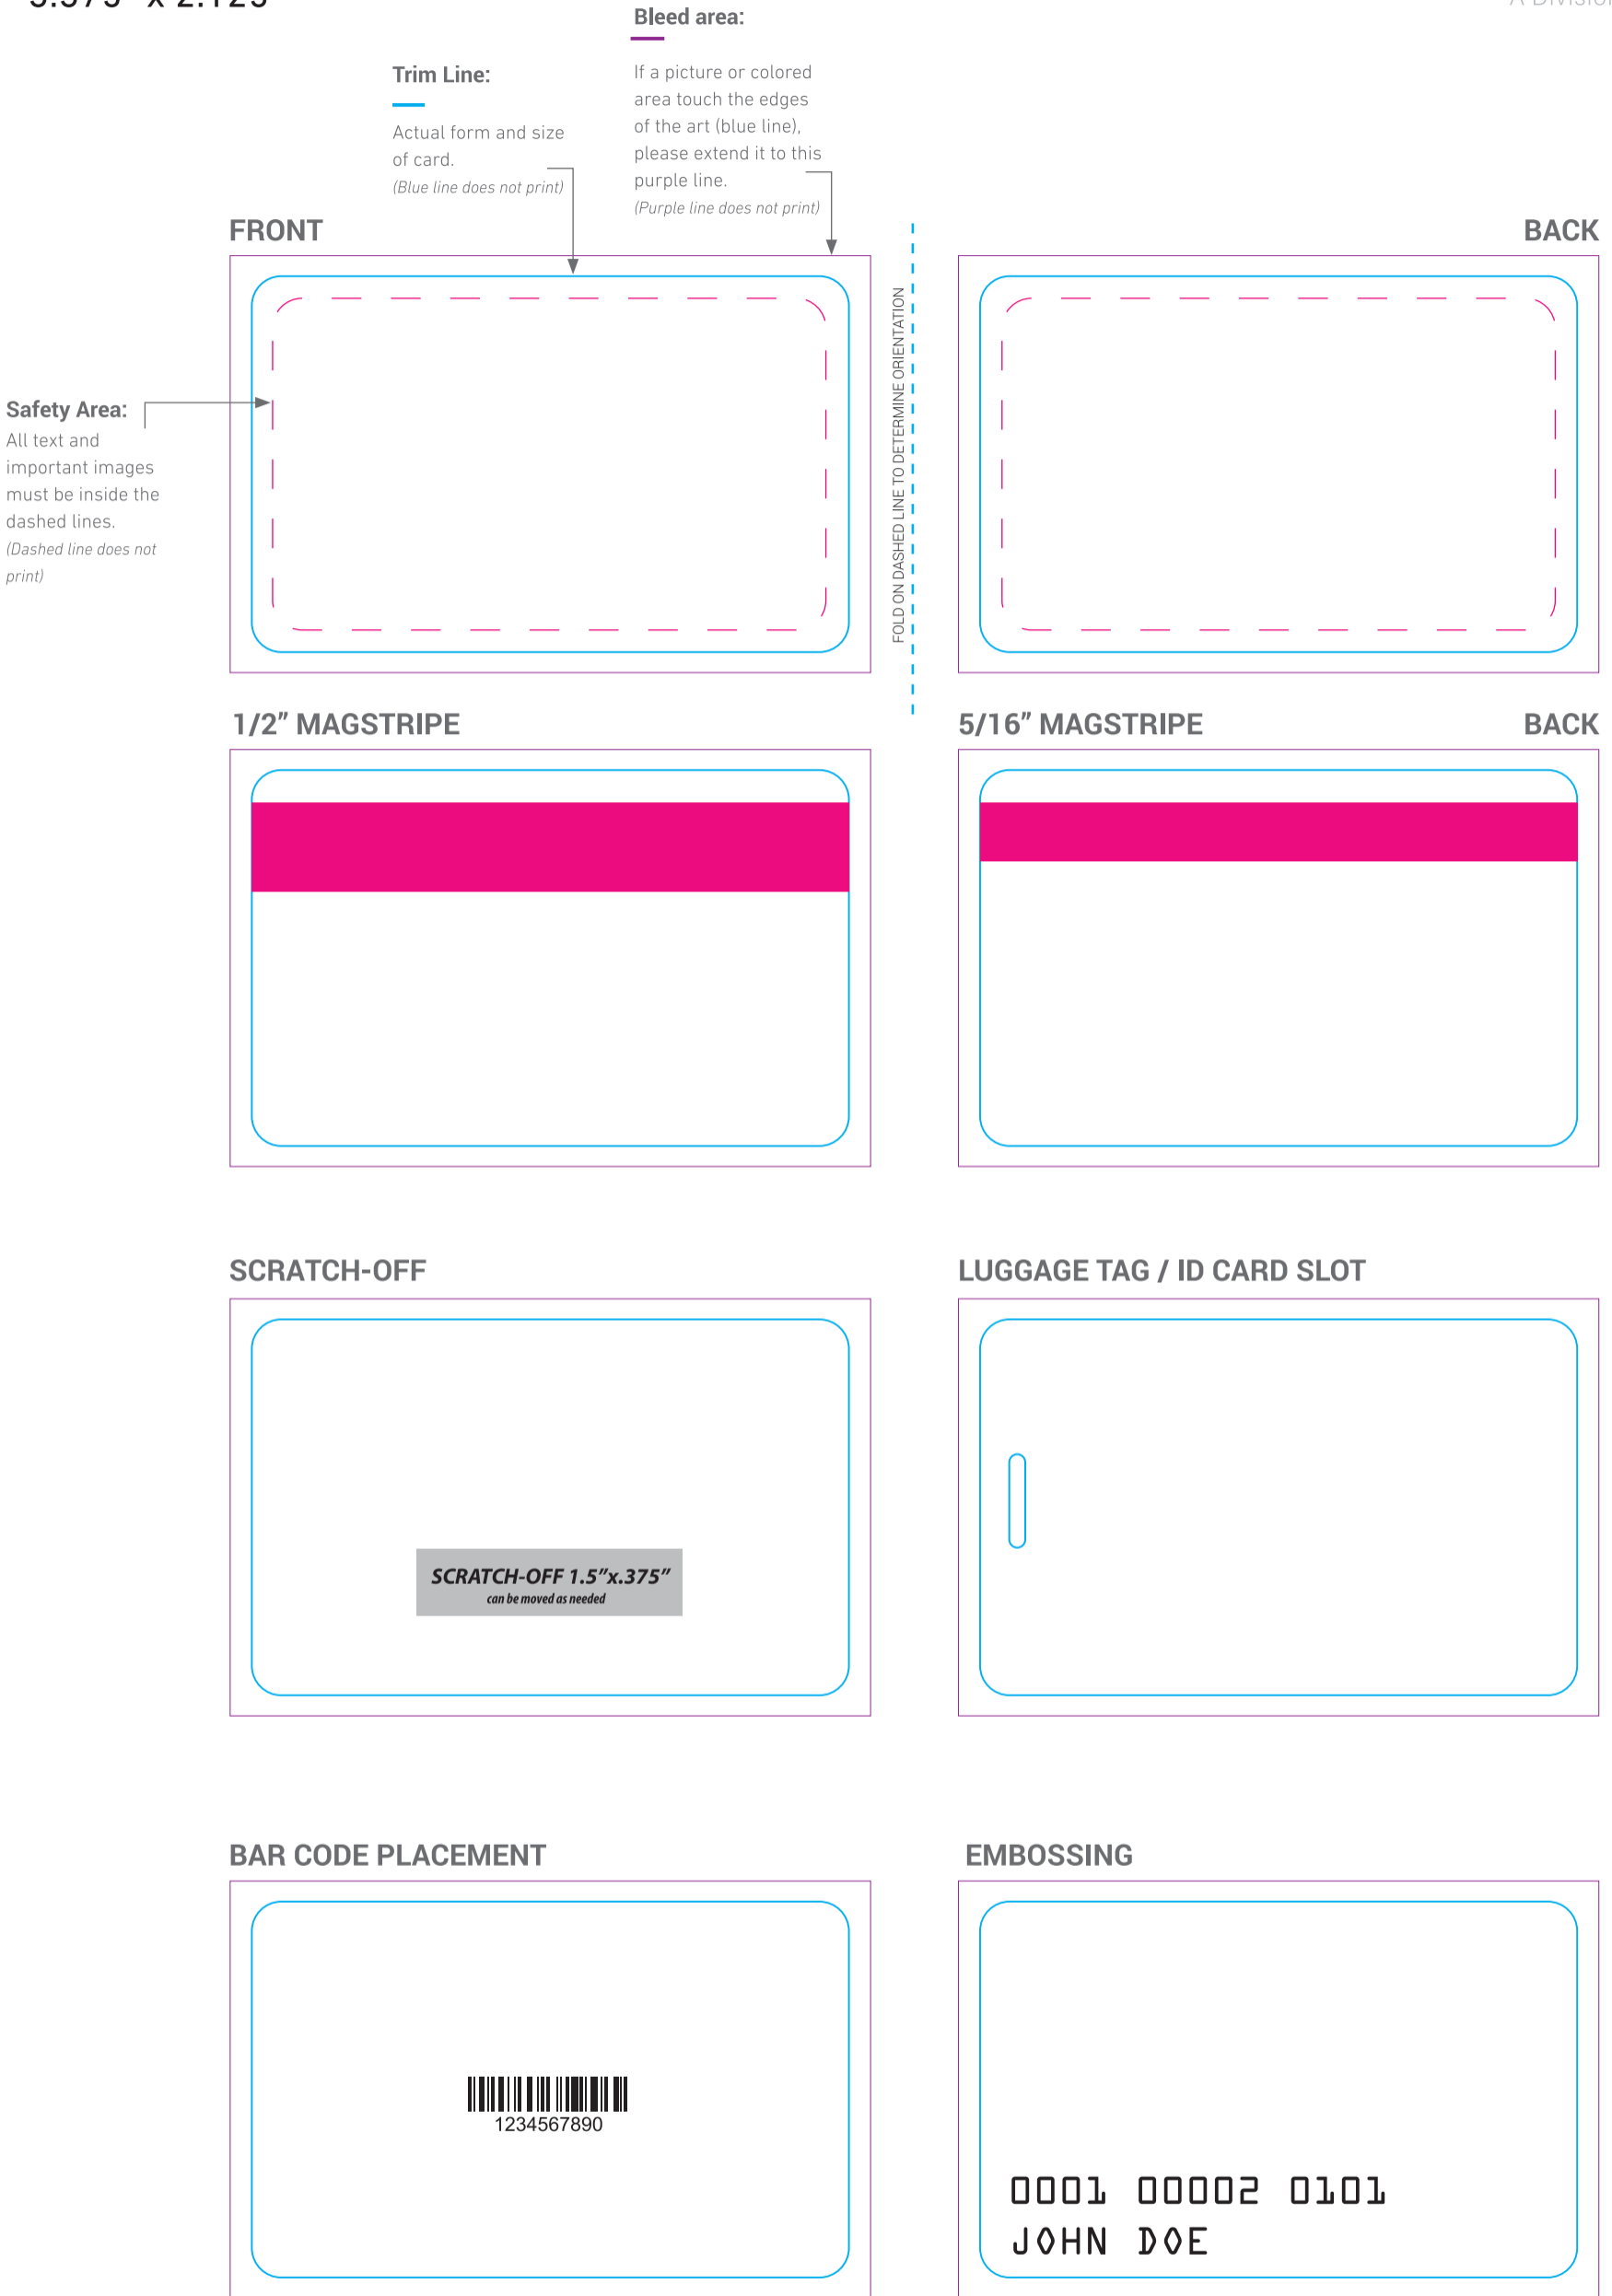 Bleed area:
If a picture or colored
area touch the edges
of the art (blue line),
please extend it to this
purple line.
(Purple line does not print)
Trim Line:
Actual form and size
of card.
(Blue line does not print)
FRONT
BACK
FOLD ON DASHED LINE TO DETERMINE ORIENTATION
Safety Area:
All text and
important images
must be inside the
dashed lines.
(Dashed line does not
print)
1/2” MAGSTRIPE
5/16” MAGSTRIPE
BACK
SCRATCH-OFF
LUGGAGE TAG / ID CARD SLOT
SCRATCH-OFF 1.5”x.375”
can be moved as needed
BAR CODE PLACEMENT
EMBOSSING
1234567890
0001 00002 0101
JOHN DOE